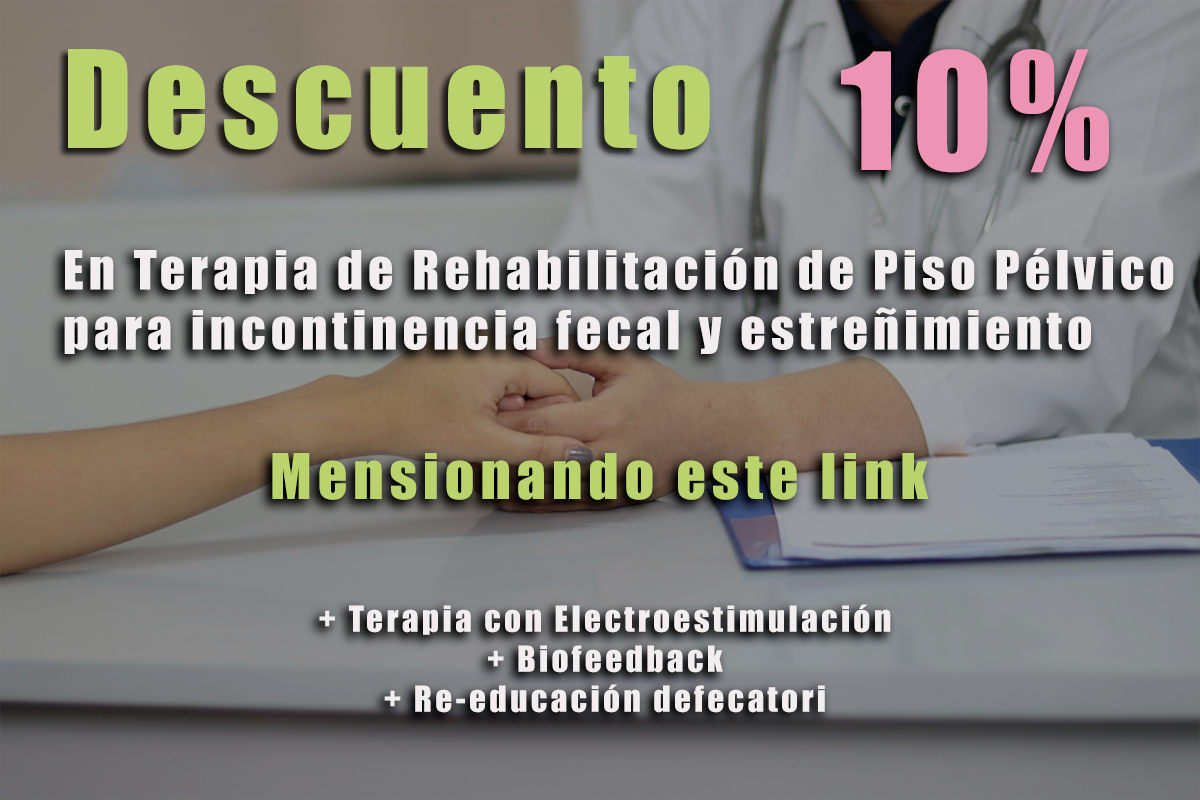 Descuento 10%
En Terapia de Rehabilitación de Piso Pélvico
para incontinencia fecal y estreñimiento
Mensionando este link
+ Terapia con Electroestimulación
+ Biofeedback
+ Re-educación defecatori